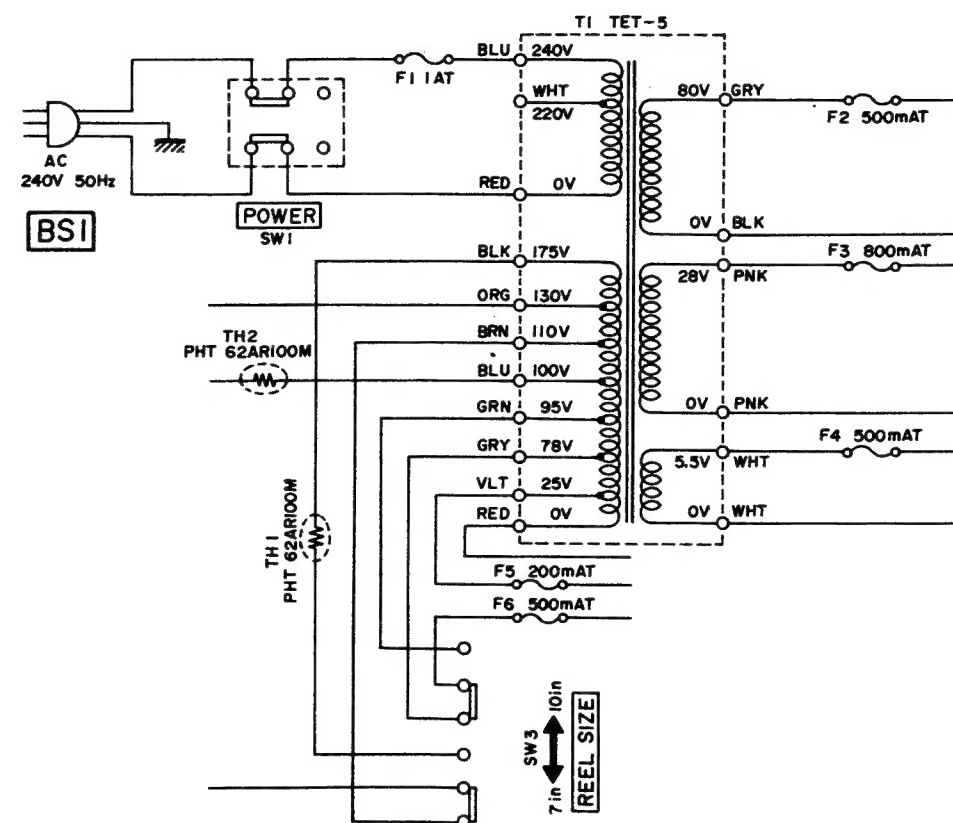 T1 TET-5
BLU 240V
F1 1AT
WHT
220V
80V GRY
F2 500mAT
AC
240V 50Hz
RED 0V
BS1
POWER
SW1
0V BLK
BLK 175V
F3 800mAT
28V PNK
ORG 130V
TH2
PHT 62AR100M
BRN 110V
BLU 100V
GRN 95V
0V PNK
GRY 78V
F4 500mAT
5.5V WHT
VLT 25V
RED 0V
0V WHT
TH1
PHT 62AR100M
F5 200mAT
F6 500mAT
SW3
7in 10in
REEL SIZE